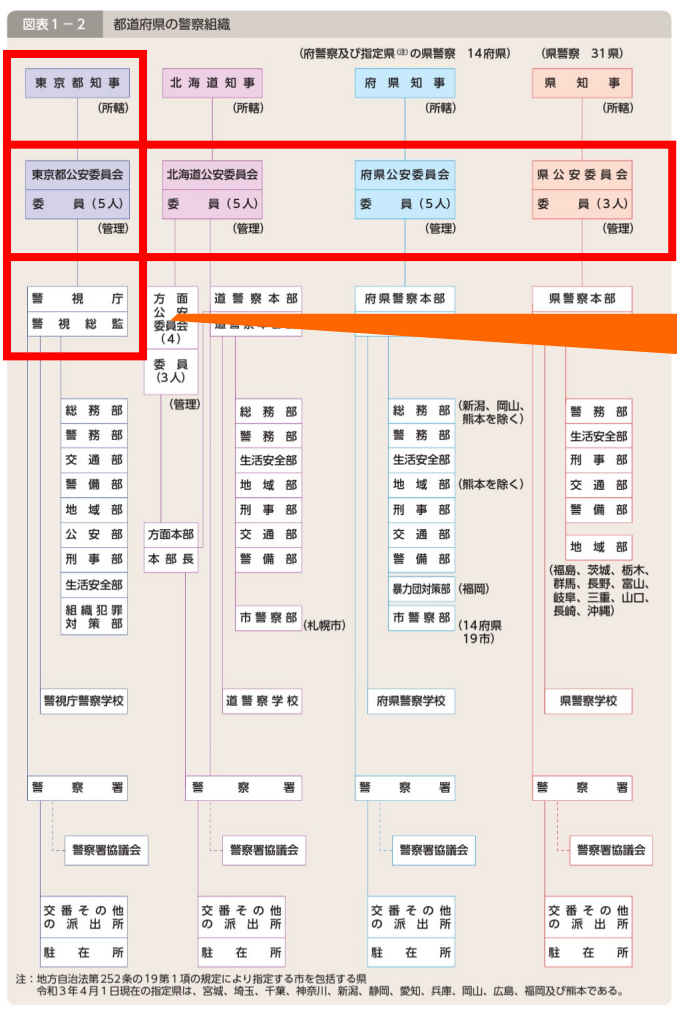 図表1－2 都道府県の警察組織
(府警察及び指定県(注)の県警察 14府県) (県警察 31県)
東京都知事
(所轄)
東京都公安委員会
委 員(5人)
(管理)
警視庁
警視総監
総務部
警務部
交通部
警備部
地域部
公安部
刑事部
生活安全部
組織犯罪
対策部
警視庁警察学校
警察署
警察署協議会
交番その他
の派出所
駐在所
北海道知事
(所轄)
北海道公安委員会
委 員(5人)
(管理)
方面
公安
委員会
(4)
委員
(3人)
(管理)
方面本部
本部長
道警察本部
総務部
警務部
生活安全部
地域部
刑事部
交通部
警備部
市警察部
(札幌市)
道警察学校
警察署
警察署協議会
交番その他
の派出所
駐在所
府県知事
(所轄)
府県公安委員会
委 員(5人)
(管理)
府県警察本部
総務部
(新潟、岡山、
熊本を除く)
警務部
生活安全部
地域部
(熊本を除く)
刑事部
交通部
警備部
暴力団対策部
(福岡)
市警察部
(14府県
19市)
府県警察学校
警察署
警察署協議会
交番その他
の派出所
駐在所
県知事
(所轄)
県公安委員会
委 員(3人)
(管理)
県警察本部
警務部
生活安全部
刑事部
交通部
警備部
地域部
(福島、茨城、栃木、
群馬、長野、富山、
岐阜、三重、山口、
長崎、沖縄)
県警察学校
警察署
警察署協議会
交番その他
の派出所
駐在所
注：地方自治法第252条の19第1項の規定により指定する市を包括する県
令和3年4月1日現在の指定県は、宮城、埼玉、千葉、神奈川、新潟、静岡、愛知、兵庫、岡山、広島、福岡及び熊本である。